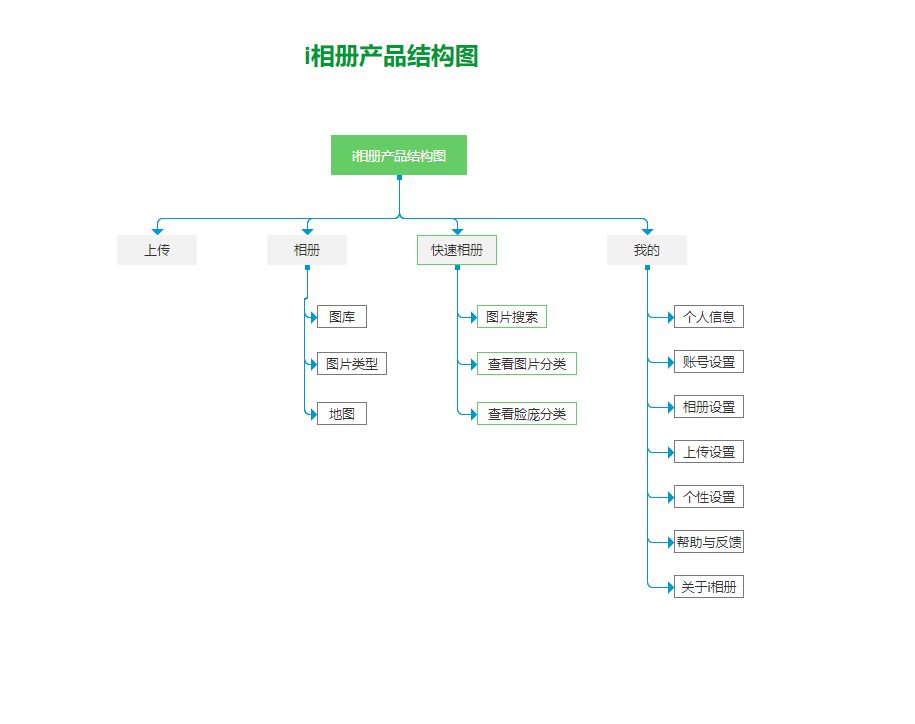 i相册产品结构图
i相册产品结构图
上传
相册
快速相册
我的
图库
图片类型
地图
图片搜索
查看图片分类
查看脸庞分类
个人信息
账号设置
相册设置
上传设置
个性设置
帮助与反馈
关于i相册